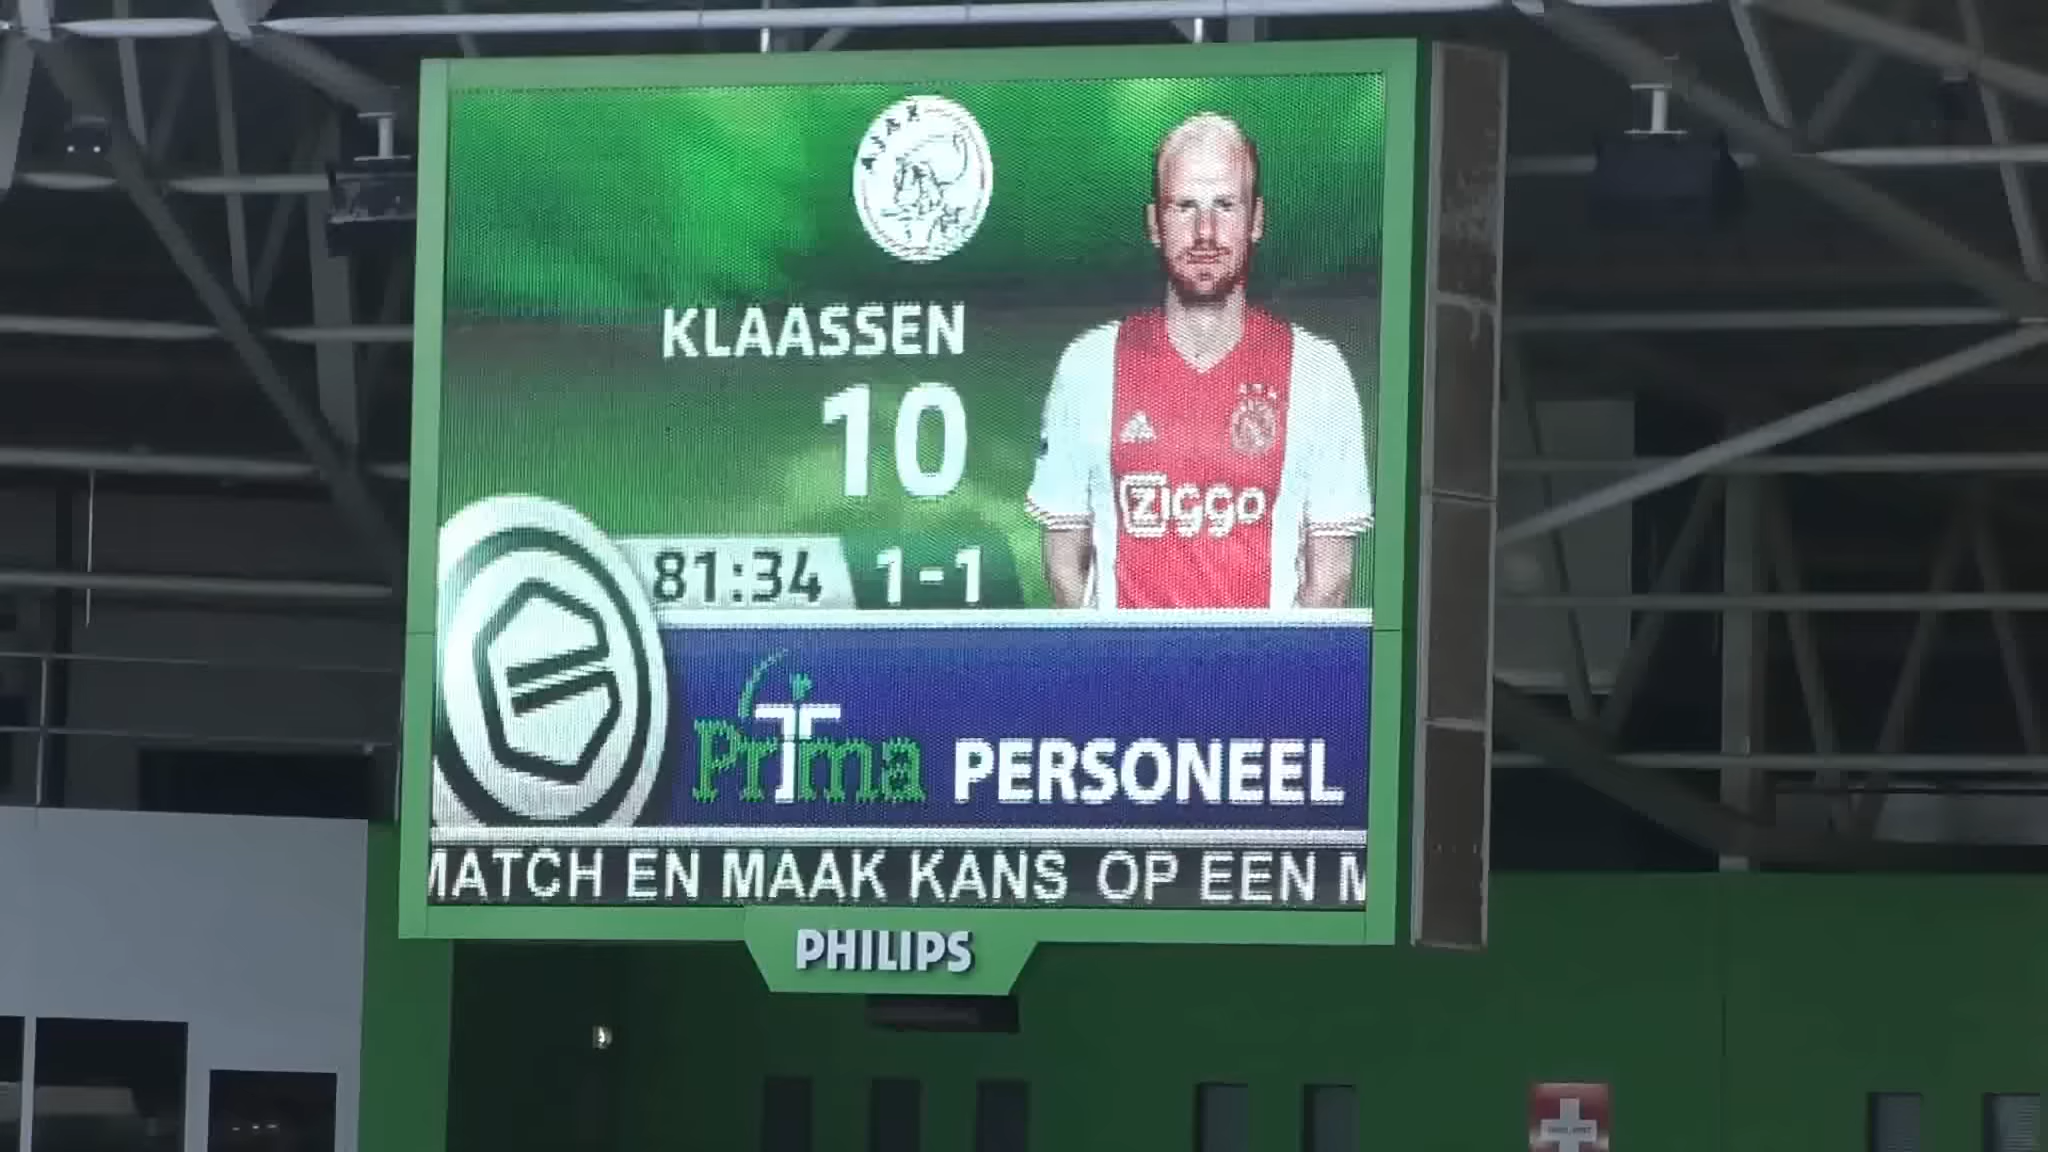 AJAX
KLAASSEN
10
ZIGGO
81:34 1-1
Prima PERSONEEL
MATCH EN MAAK KANS OP EEN M
PHILIPS